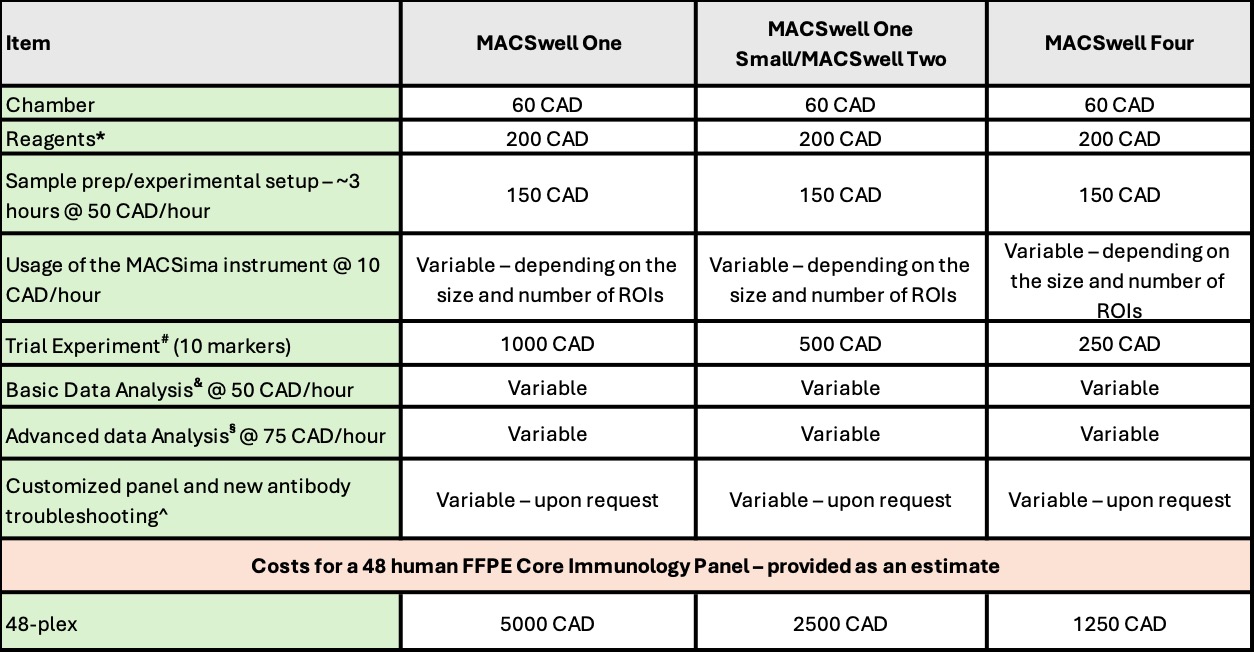 Item
MACSwell One
MACSwell One
Small/MACSwell Two
MACSwell Four
Chamber
60 CAD
60 CAD
60 CAD
Reagents*
200 CAD
200 CAD
200 CAD
Sample prep/experimental setup – ~3
hours @ 50 CAD/hour
150 CAD
150 CAD
150 CAD
Usage of the MACSima instrument @ 10
CAD/hour
Variable – depending on the
size and number of ROIs
Variable – depending on the
size and number of ROIs
Variable – depending on
the size and number of
ROIs
Trial Experiment# (10 markers)
1000 CAD
500 CAD
250 CAD
Basic Data Analysis& @ 50 CAD/hour
Variable
Variable
Variable
Advanced data Analysis§ @ 75 CAD/hour
Variable
Variable
Variable
Customized panel and new antibody
troubleshooting^
Variable – upon request
Variable – upon request
Variable – upon request
Costs for a 48 human FFPE Core Immunology Panel – provided as an estimate
48-plex
5000 CAD
2500 CAD
1250 CAD